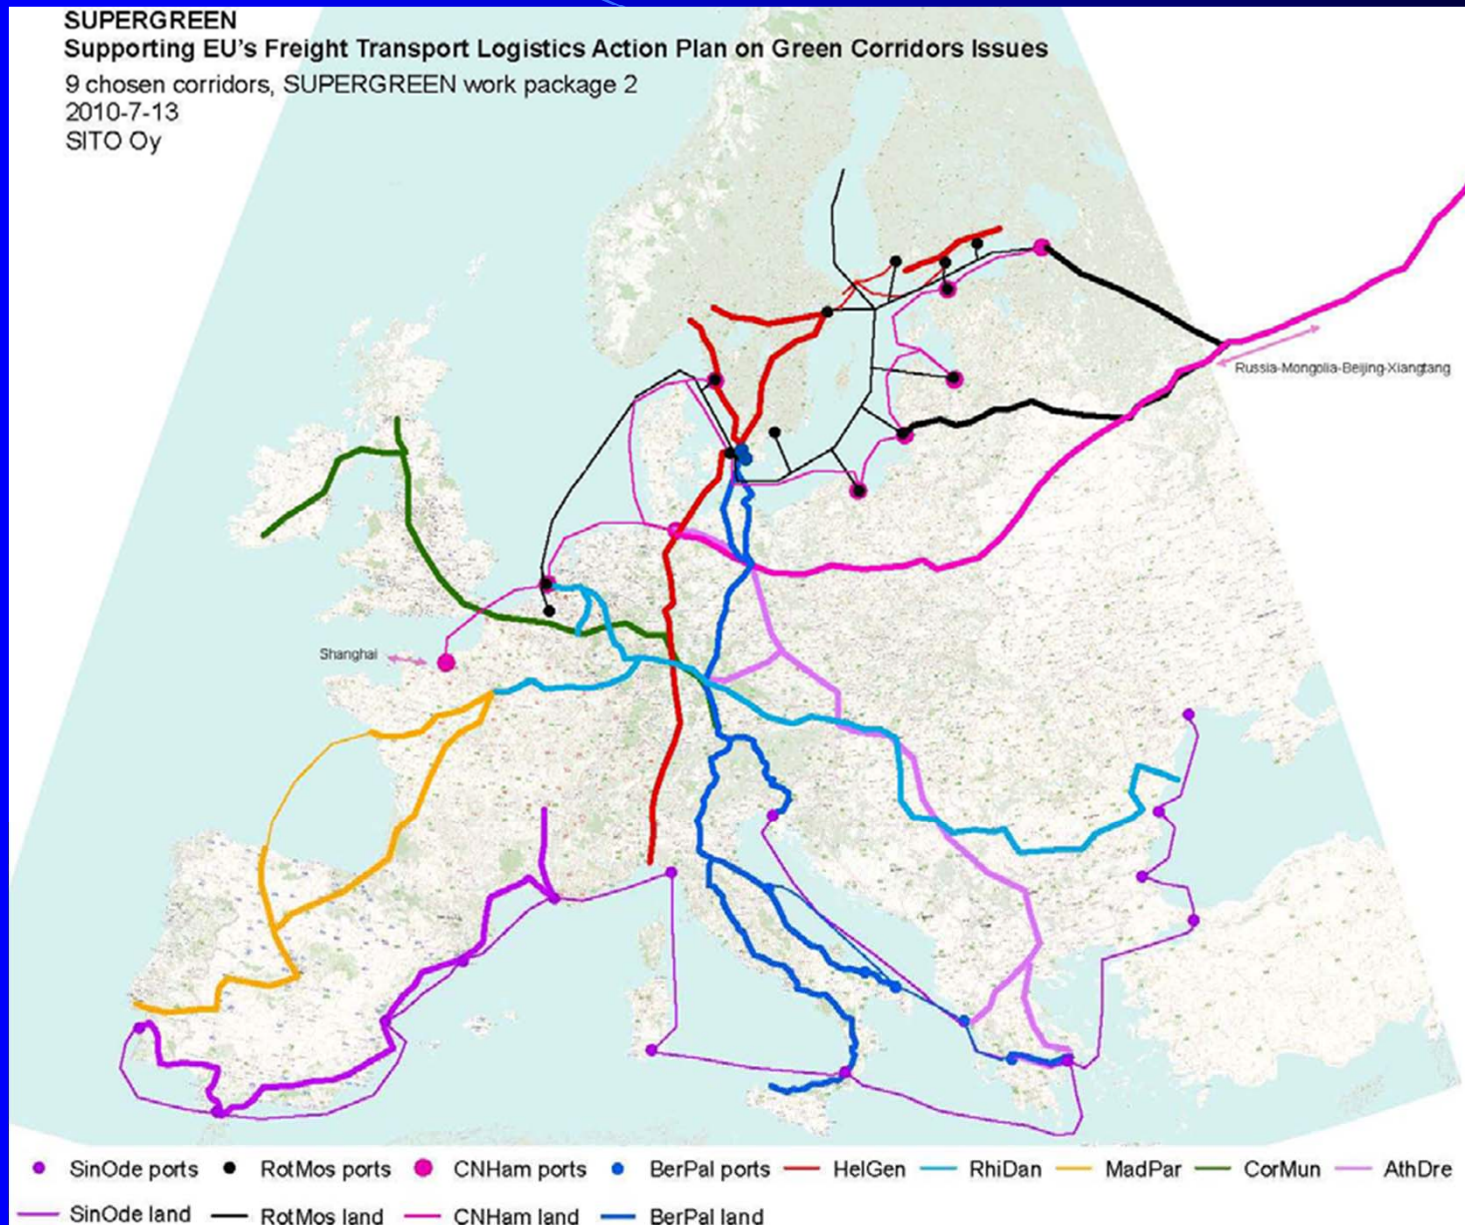 SUPERGREEN
Supporting EU's Freight Transport Logistics Action Plan on Green Corridors Issues
9 chosen corridors, SUPERGREEN work package 2
2010-7-13
SITO Oy
Russia-Mongolia-Beijing-Xiangtang
Shanghai
SinOde ports RotMos ports CNHam ports BerPal ports HelGen RhiDan MadPar CorMun AthDre
SinOde land RotMos land CNHam land BerPal land